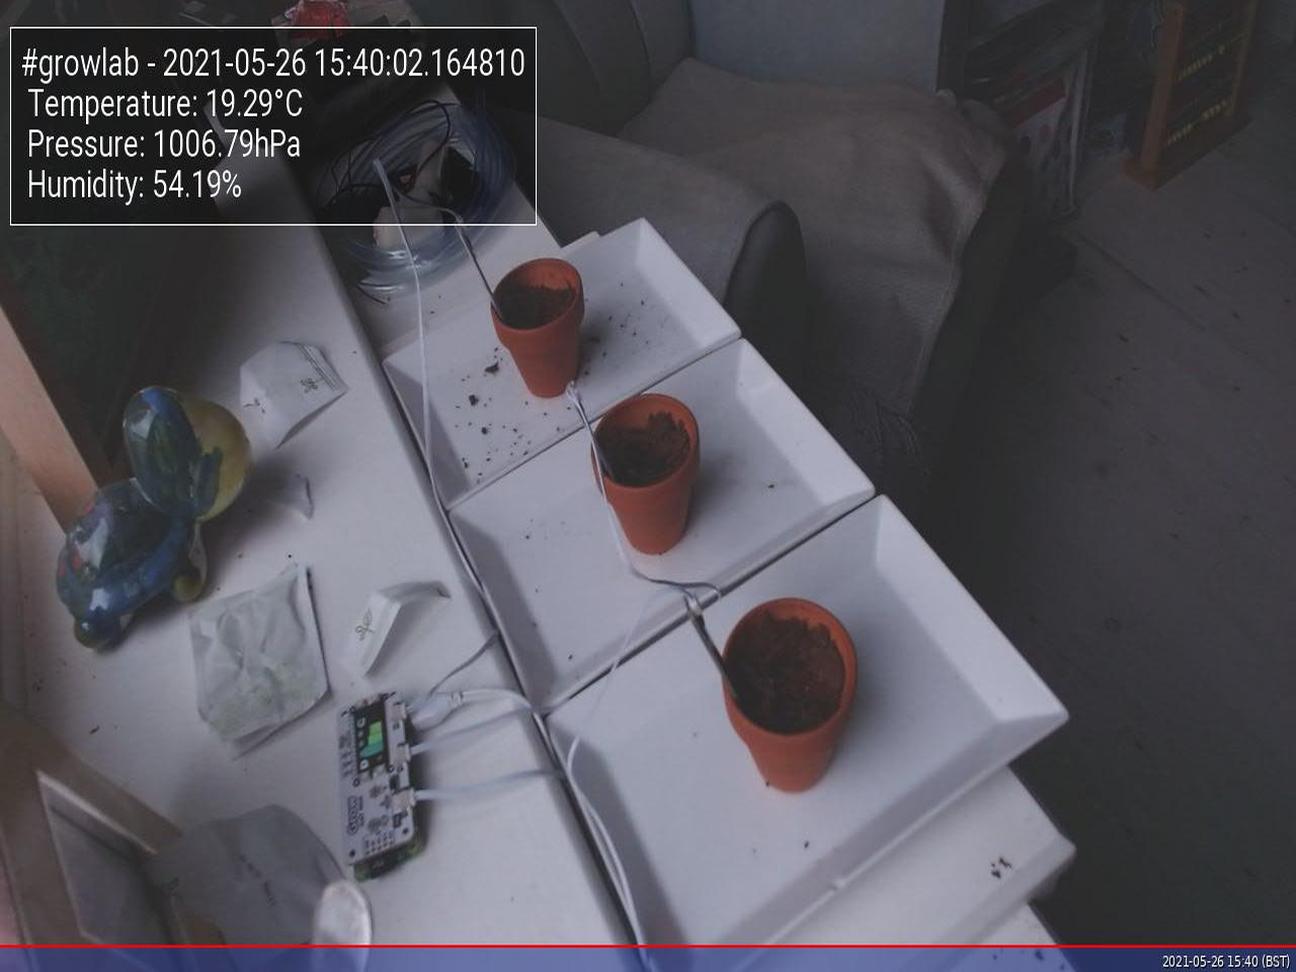 #growlab - 2021-05-26 15:40:02.164810
Temperature: 19.29°C
Pressure: 1006.79hPa
Humidity: 54.19%
2021-05-26 15:40 (BST)